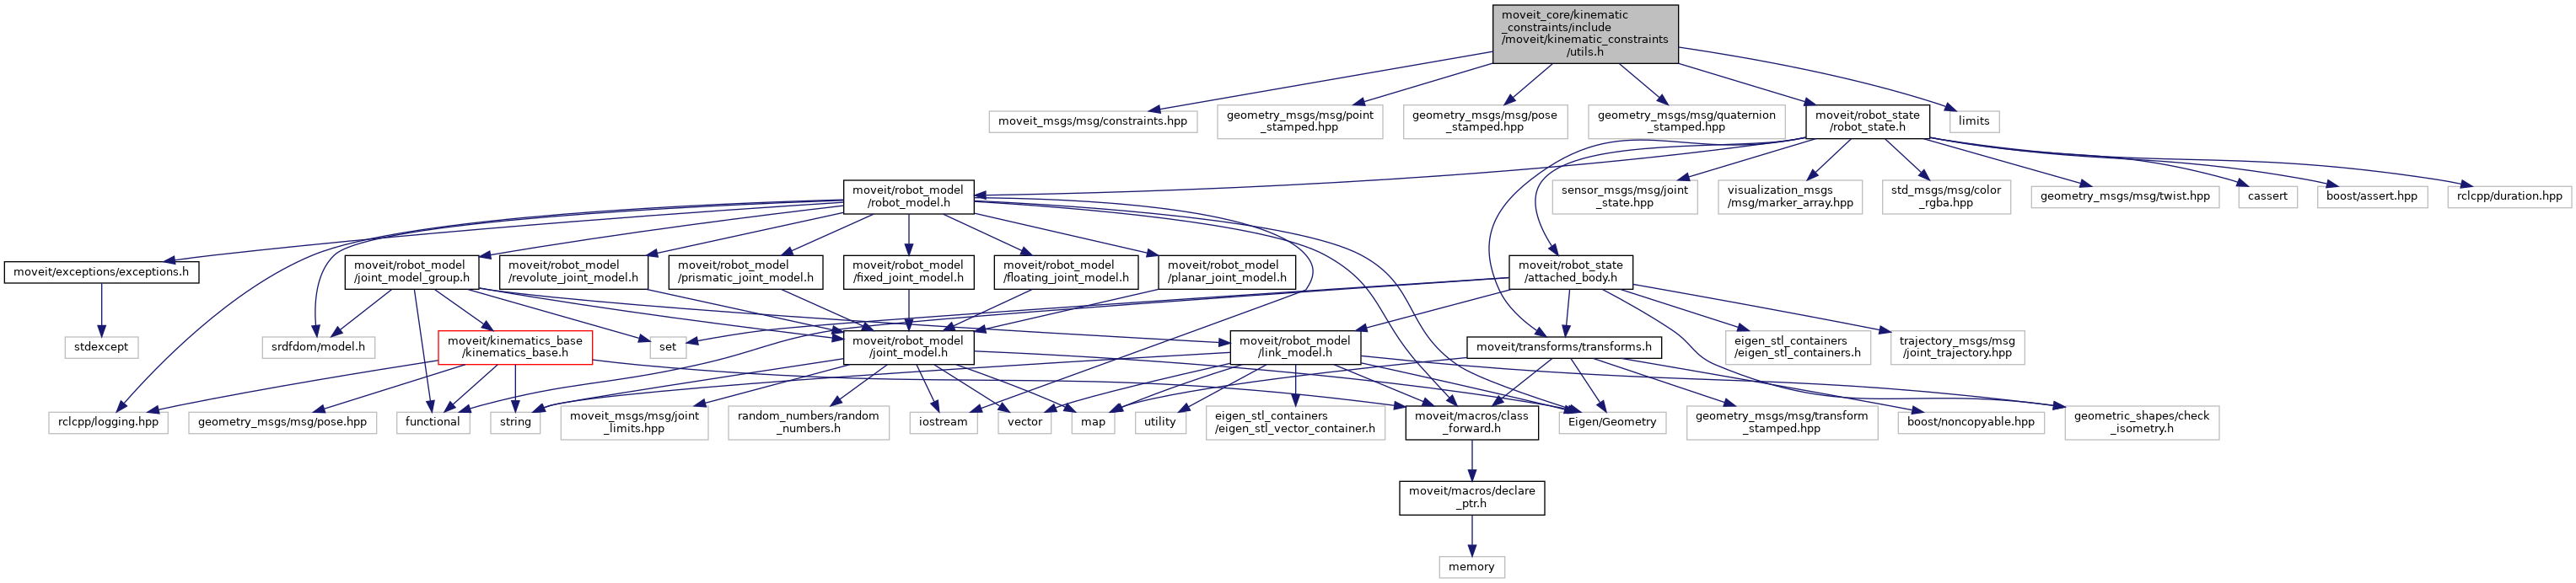 moveit_core/kinematic
_constraints/include
/moveit/kinematic_constraints
/utils.h
moveit_msgs/msg/constraints.hpp
geometry_msgs/msg/point
_stamped.hpp
geometry_msgs/msg/pose
_stamped.hpp
geometry_msgs/msg/quaternion
_stamped.hpp
moveit/robot_state
/robot_state.h
limits
moveit/robot_model
/robot_model.h
sensor_msgs/msg/joint
_state.hpp
visualization_msgs
/msg/marker_array.hpp
std_msgs/msg/color
_rgba.hpp
geometry_msgs/msg/twist.hpp
cassert
boost/assert.hpp
rclcpp/duration.hpp
moveit/exceptions/exceptions.h
moveit/robot_model
/joint_model_group.h
moveit/robot_model
/revolute_joint_model.h
moveit/robot_model
/prismatic_joint_model.h
moveit/robot_model
/fixed_joint_model.h
moveit/robot_model
/floating_joint_model.h
moveit/robot_model
/planar_joint_model.h
moveit/robot_state
/attached_body.h
stdexcept
srdfdom/model.h
moveit/kinematics_base
/kinematics_base.h
set
moveit/robot_model
/joint_model.h
moveit/robot_model
/link_model.h
moveit/transforms/transforms.h
eigen_stl_containers
/eigen_stl_containers.h
trajectory_msgs/msg
/joint_trajectory.hpp
rclcpp/logging.hpp
geometry_msgs/msg/pose.hpp
functional
string
moveit_msgs/msg/joint
_limits.hpp
random_numbers/random
_numbers.h
iostream
vector
map
utility
eigen_stl_containers
/eigen_stl_vector_container.h
moveit/macros/class
_forward.h
Eigen/Geometry
geometry_msgs/msg/transform
_stamped.hpp
boost/noncopyable.hpp
geometric_shapes/check
_isometry.h
moveit/macros/declare
_ptr.h
memory